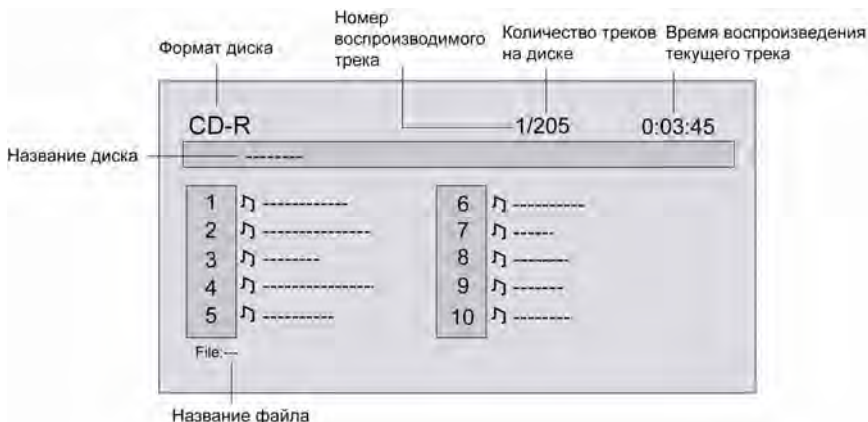 Номер
воспроизводимого
трека
Формат диска
Количество треков
на диске
Время воспроизведения
текущего трека
CD-R
1/205
0:03:45
Название диска
--------
1 ------------
2 ---------------
3 --------
4 ----------------
5 ----------
6 ----------
7 ------
8 --------
9 -------
10 --------
File:---
Название файла